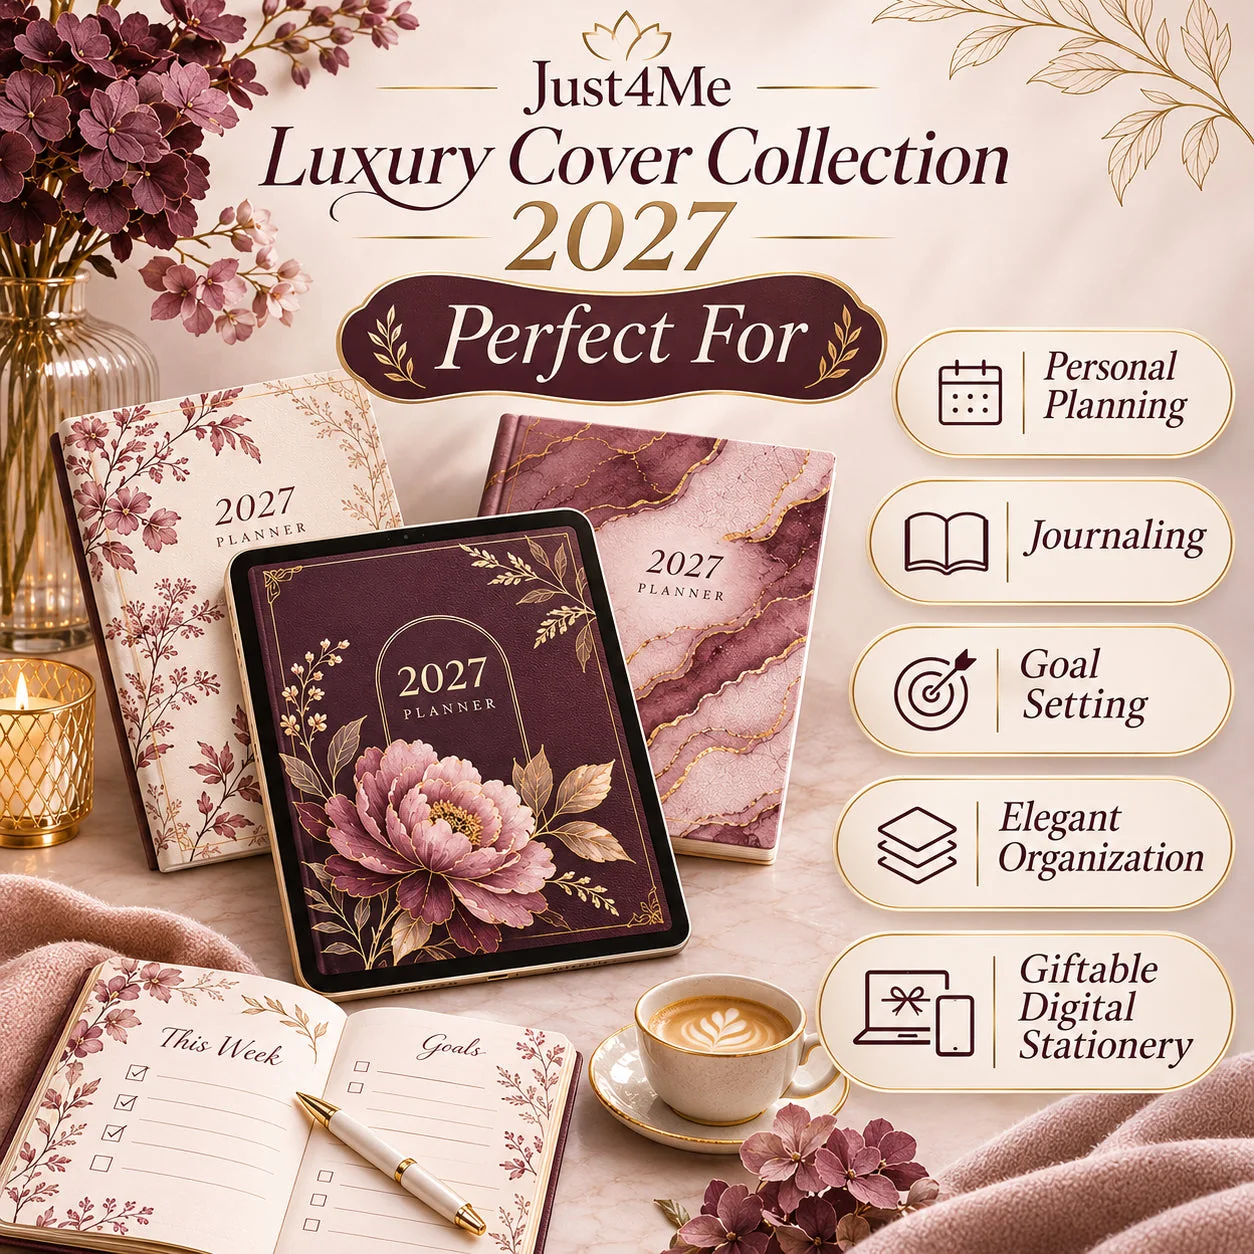 Just4Me
Luxury Cover Collection
2027
Perfect For
Personal
Planning
Journaling
Goal
Setting
Elegant
Organization
Giftable
Digital
Stationery
2027
PLANNER
2027
PLANNER
2027
PLANNER
This Week
Goals